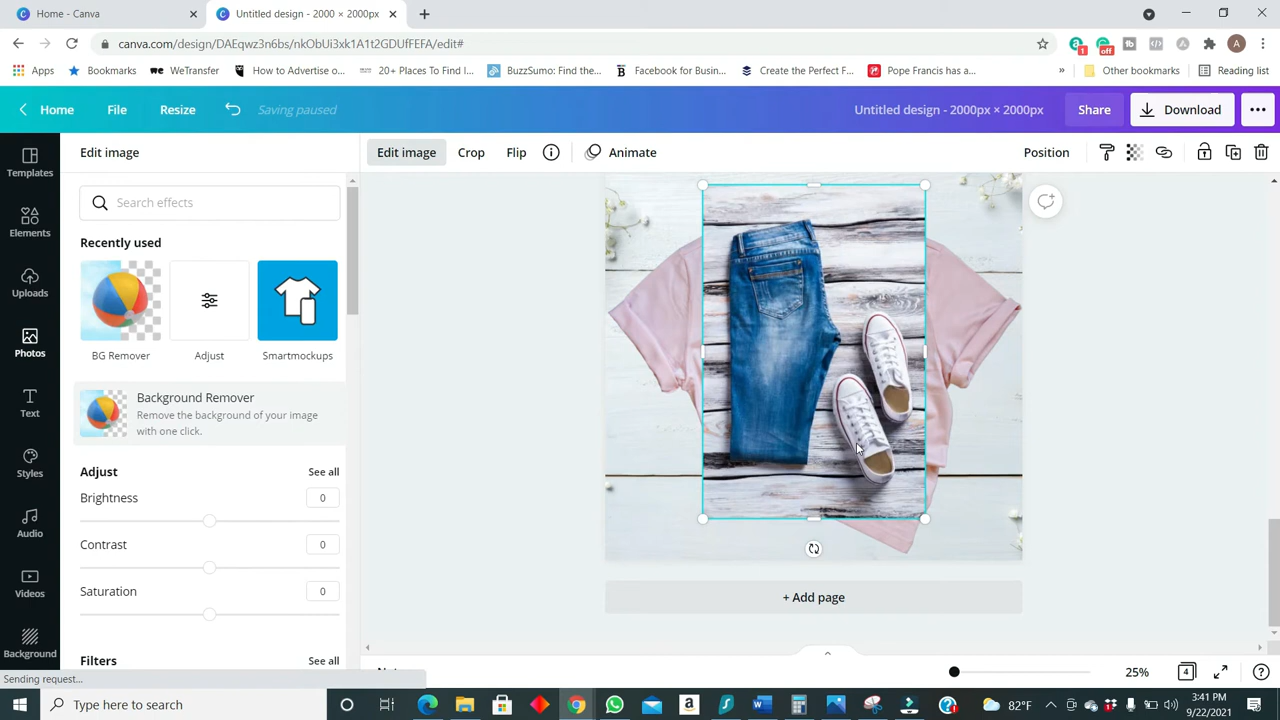 Home - Canva
Untitled design - 2000 × 2000px
canva.com/design/DAEqwz3n6bs/nkObUi3xk1A1t2GDUfFEFA/edit#
Apps Bookmarks WeTransfer How to Advertise o... 20+ Places To Find I... BuzzSumo: Find the... Facebook for Busin... Create the Perfect F... Pope Francis has a... » Other bookmarks Reading list
1 off A
Home File Resize Saving paused Untitled design - 2000px × 2000px Share Download
Edit image
Edit image Crop Flip Animate Position
Templates
Elements
Uploads
Photos
Text
Styles
Audio
Videos
Background
Search effects
Recently used
BG Remover Adjust Smartmockups
Background Remover
Remove the background of your image
with one click.
Adjust See all
Brightness 0
Contrast 0
Saturation 0
Filters See all
+ Add page
Sending request...
25% 4
Type here to search
82°F
3:41 PM
9/22/2021